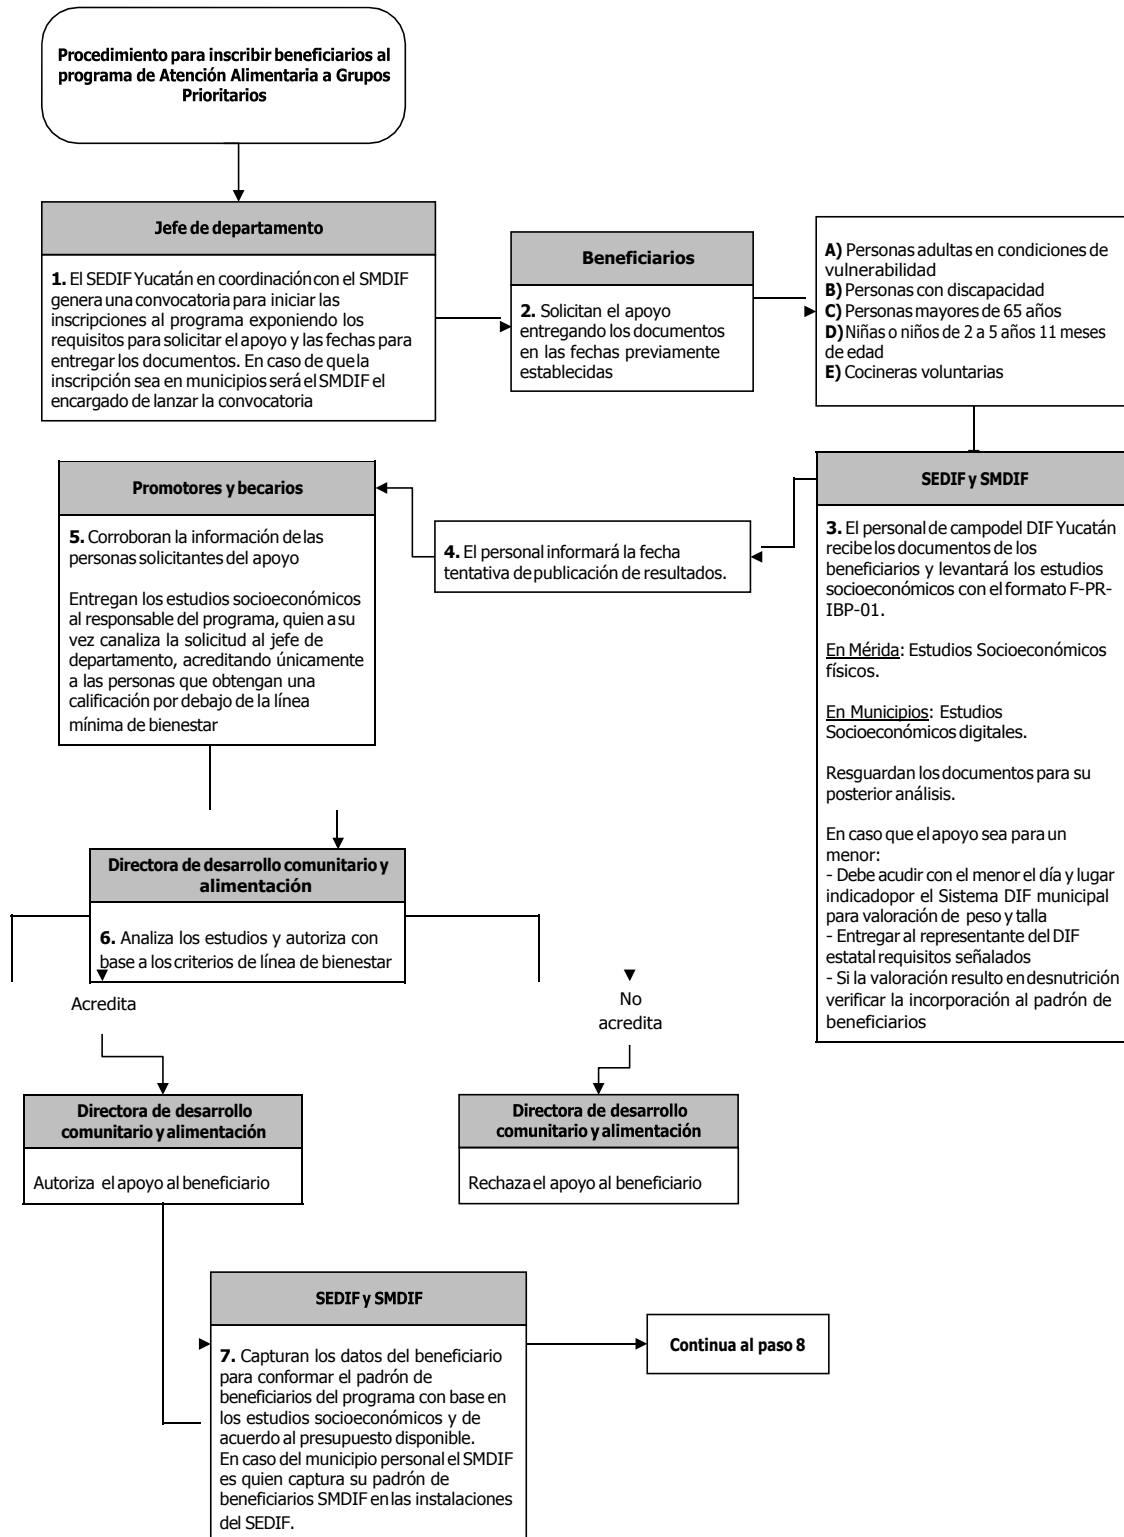 Procedimiento para inscribir beneficiarios al
programa de Atención Alimentaria a Grupos
Prioritarios
Jefe de departamento
1. El SEDIF Yucatán en coordinación con el SMDIF
genera una convocatoria para iniciar las
inscripciones al programa exponiendo los
requisitos para solicitar el apoyo y las fechas para
entregar los documentos. En caso de que la
inscripción sea en municipios será el SMDIF el
encargado de lanzar la convocatoria
Beneficiarios
2. Solicitan el apoyo
entregando los documentos
en las fechas previamente
establecidas
A) Personas adultas en condiciones de
vulnerabilidad
B) Personas con discapacidad
C) Personas mayores de 65 años
D) Niñas o niños de 2 a 5 años 11 meses
de edad
E) Cocineras voluntarias
SEDIF y SMDIF
3. El personal de campo del DIF Yucatán
recibe los documentos de los
beneficiarios y levantará los estudios
socioeconómicos con el formato F-PR-
IBP-01.
En Mérida: Estudios Socioeconómicos
físicos.
En Municipios: Estudios
Socioeconómicos digitales.
Resguardan los documentos para su
posterior análisis.
En caso que el apoyo sea para un
menor:
- Debe acudir con el menor el día y lugar
indicado por el Sistema DIF municipal
para valoración de peso y talla
- Entregar al representante del DIF
estatal requisitos señalados
- Si la valoración resulto en desnutrición
verificar la incorporación al padrón de
beneficiarios
4. El personal informará la fecha
tentativa de publicación de resultados.
Promotores y becarios
5. Corroboran la información de las
personas solicitantes del apoyo
Entregan los estudios socioeconómicos
al responsable del programa, quien a su
vez canaliza la solicitud al jefe de
departamento, acreditando únicamente
a las personas que obtengan una
calificación por debajo de la línea
mínima de bienestar
Directora de desarrollo comunitario y
alimentación
6. Analiza los estudios y autoriza con
base a los criterios de línea de bienestar
Acredita
No
acredita
Directora de desarrollo
comunitario y alimentación
Autoriza el apoyo al beneficiario
Directora de desarrollo
comunitario y alimentación
Rechaza el apoyo al beneficiario
SEDIF y SMDIF
7. Capturan los datos del beneficiario
para conformar el padrón de
beneficiarios del programa con base en
los estudios socioeconómicos y de
acuerdo al presupuesto disponible.
En caso del municipio personal el SMDIF
es quien captura su padrón de
beneficiarios SMDIF en las instalaciones
del SEDIF.
Continua al paso 8